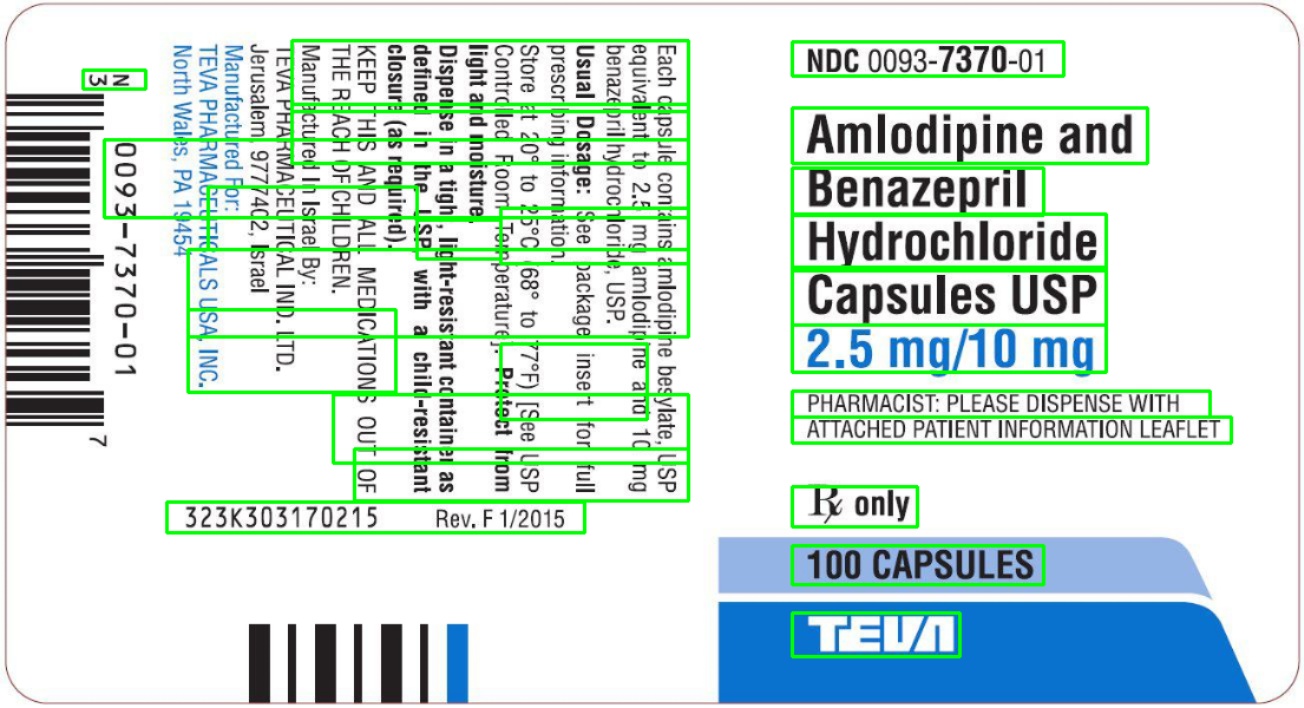 NDC 0093-7370-01
Amlodipine and
Benazepril
Hydrochloride
Capsules USP
2.5 mg/10 mg
PHARMACIST: PLEASE DISPENSE WITH
ATTACHED PATIENT INFORMATION LEAFLET
Rx only
100 CAPSULES
TEVA
Each capsule contains amlodipine besylate, USP
equivalent to 2.5 mg amlodipine and 10 mg
benazepril hydrochloride, USP.
Usual Dosage: See package insert for full
prescribing information.
Store at 20° to 25°C (68° to 77°F) [See USP
Controlled Room Temperature]. Protect from
light and moisture.
Dispense in a tight, light-resistant container as
defined in the USP, with a child-resistant
closure (as required).
KEEP THIS AND ALL MEDICATIONS OUT OF
THE REACH OF CHILDREN.
Manufactured In Israel By:
TEVA PHARMACEUTICAL IND. LTD.
Jerusalem, 9777402, Israel
Manufactured For:
TEVA PHARMACEUTICALS USA, INC.
North Wales, PA 19454
N
3
0093-7370-01
7
323K303170215 Rev. F 1/2015